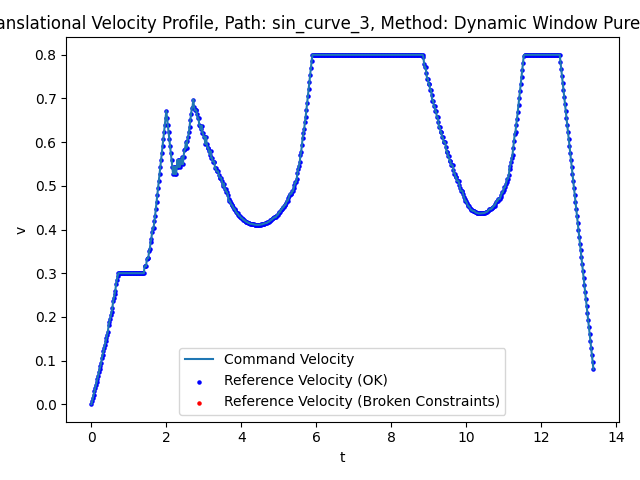 anslational Velocity Profile, Path: sin_curve_3, Method: Dynamic Window Pure
0.8
0.7
0.6
0.5
v
0.4
0.3
0.2
0.1
0.0
Command Velocity
Reference Velocity (OK)
Reference Velocity (Broken Constraints)
0 2 4 6 8 10 12 14
t